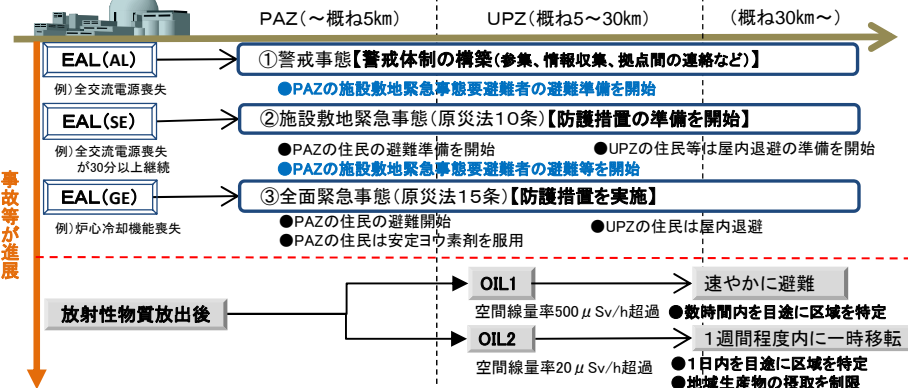 PAZ(～概ね5km)
UPZ(概ね5～30km)
(概ね30km～)
EAL(AL)
①警戒事態【警戒体制の構築(参集、情報収集、拠点間の連絡など)】
例)全交流電源喪失
●PAZの施設敷地緊急事態要避難者の避難準備を開始
EAL(SE)
②施設敷地緊急事態(原災法10条)【防護措置の準備を開始】
例)全交流電源喪失
が30分以上継続
●PAZの住民の避難準備を開始
●UPZの住民等は屋内退避の準備を開始
●PAZの施設敷地緊急事態要避難者の避難等を開始
EAL(GE)
③全面緊急事態(原災法15条)【防護措置を実施】
例)炉心冷却機能喪失
●PAZの住民の避難開始
●UPZの住民は屋内退避
●PAZの住民は安定ヨウ素剤を服用
事故等が進展
放射性物質放出後
OIL1
速やかに避難
空間線量率500μSv/h超過
●数時間内を目途に区域を特定
OIL2
1週間程度内に一時移転
空間線量率20μSv/h超過
●1日内を目途に区域を特定
●地域生産物の摂取を制限